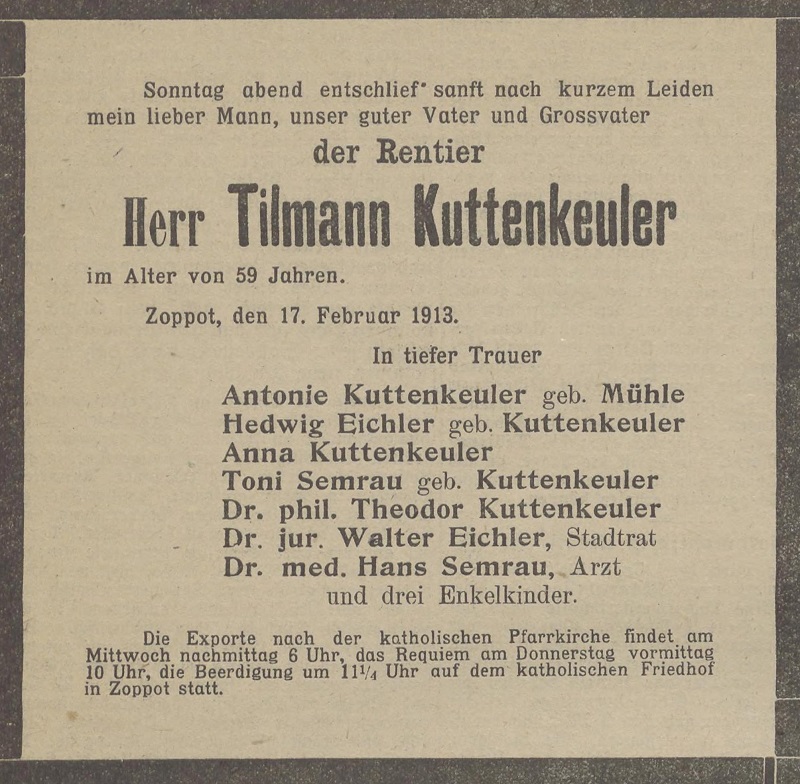 Sonntag abend entschlief sanft nach kurzem Leiden
mein lieber Mann, unser guter Vater und Grossvater
der Rentier
Herr Tilmann Kuttenkeuler
im Alter von 59 Jahren.
Zoppot, den 17. Februar 1913.
In tiefer Trauer
Antonie Kuttenkeuler geb. Mühle
Hedwig Eichler geb. Kuttenkeuler
Anna Kuttenkeuler
Toni Semrau geb. Kuttenkeuler
Dr. phil. Theodor Kuttenkeuler
Dr. jur. Walter Eichler, Stadtrat
Dr. med. Hans Semrau, Arzt
und drei Enkelkinder.
Die Exporte nach der katholischen Pfarrkirche findet am
Mittwoch nachmittag 6 Uhr, das Requiem am Donnerstag vormittag
10 Uhr, die Beerdigung um 11¼ Uhr auf dem katholischen Friedhof
in Zoppot statt.